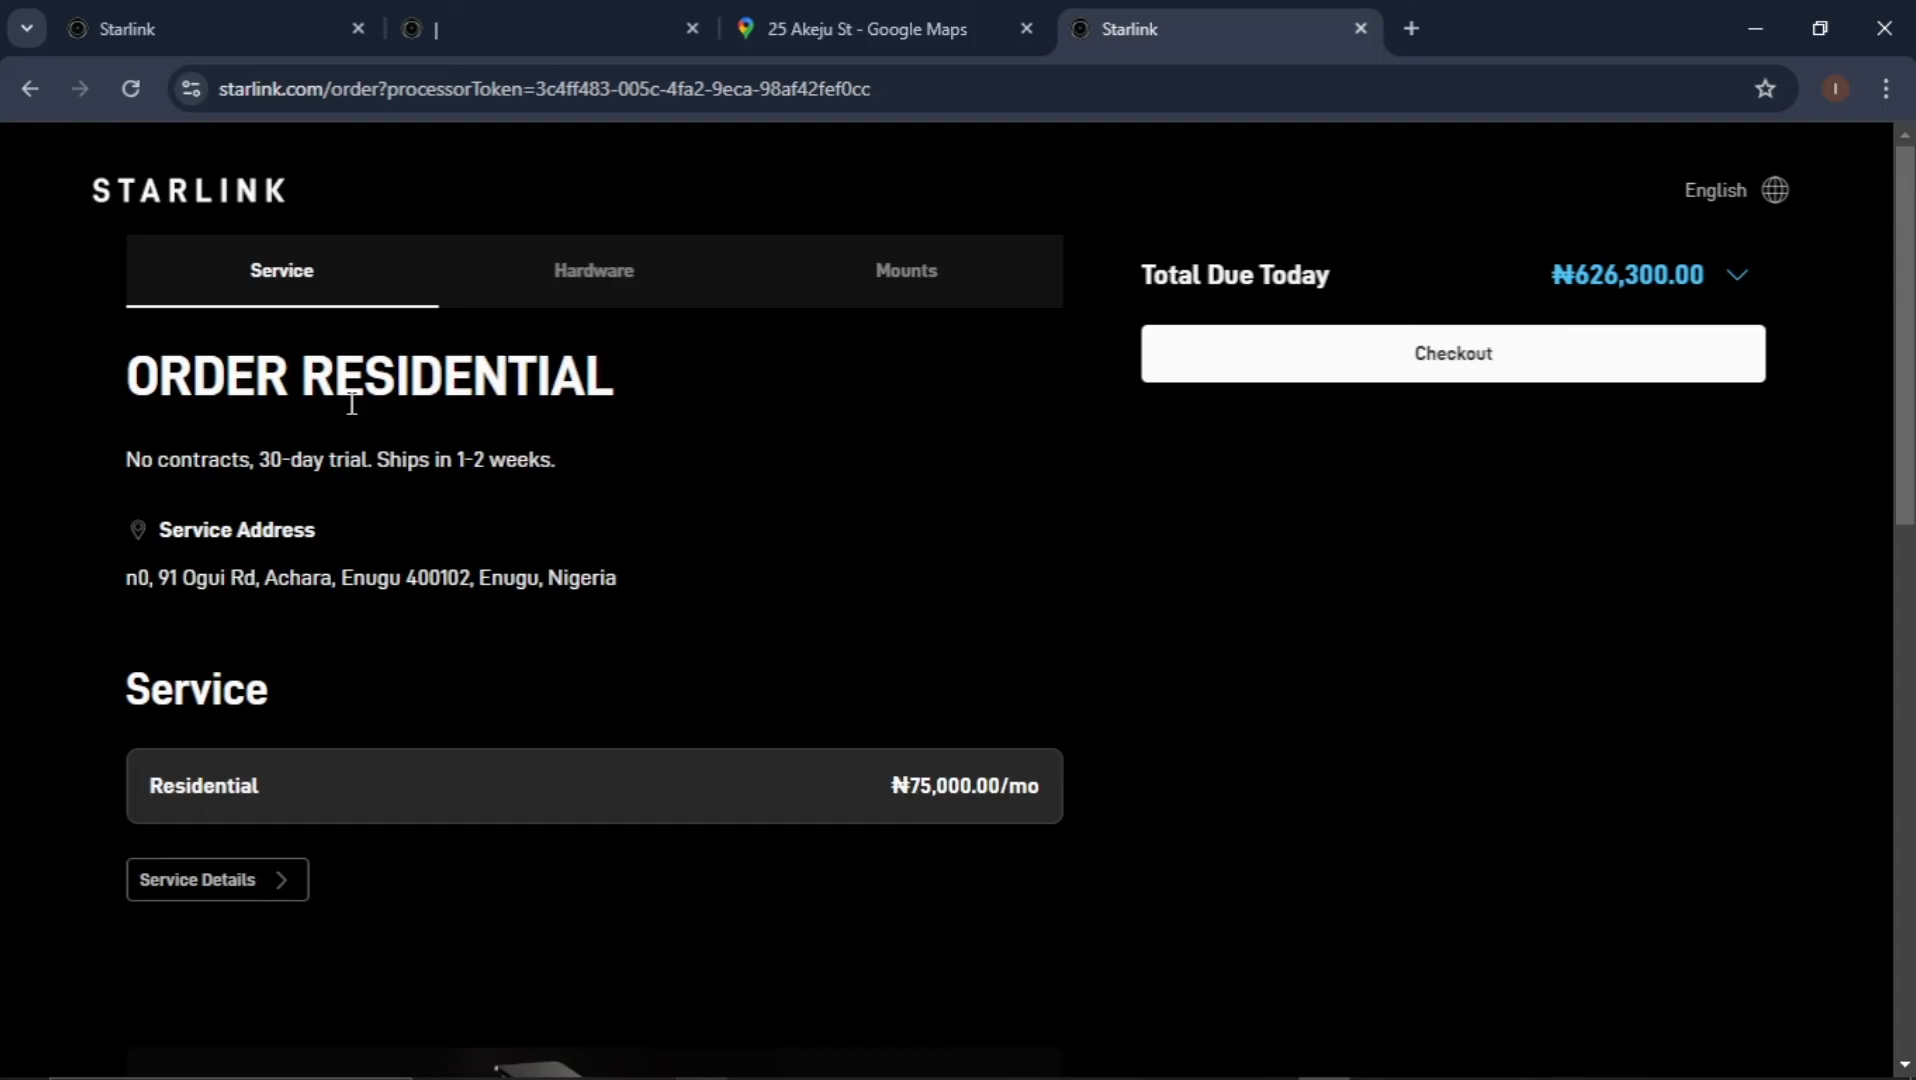 Starlink
|
25 Akeju St - Google Maps
Starlink
starlink.com/order?processorToken=3c4ff483-005c-4fa2-9eca-98af42fef0cc
I
STARLINK
English
Service
Hardware
Mounts
Total Due Today
₦626,300.00
Checkout
ORDER RESIDENTIAL
No contracts, 30-day trial. Ships in 1-2 weeks.
Service Address
n0, 91 Ogui Rd, Achara, Enugu 400102, Enugu, Nigeria
Service
Residential
₦75,000.00/mo
Service Details